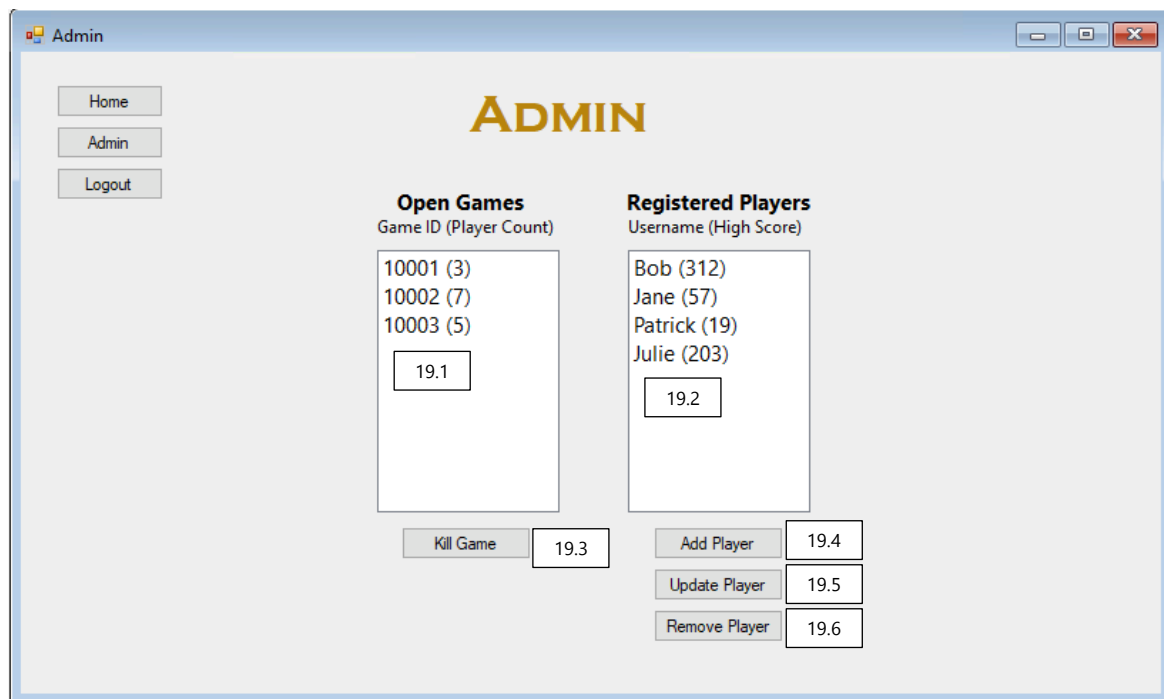 Admin
Home
Admin
Logout
ADMIN
Open Games
Game ID (Player Count)
10001 (3)
10002 (7)
10003 (5)
19.1
Kill Game
19.3
Registered Players
Username (High Score)
Bob (312)
Jane (57)
Patrick (19)
Julie (203)
19.2
Add Player
19.4
Update Player
19.5
Remove Player
19.6